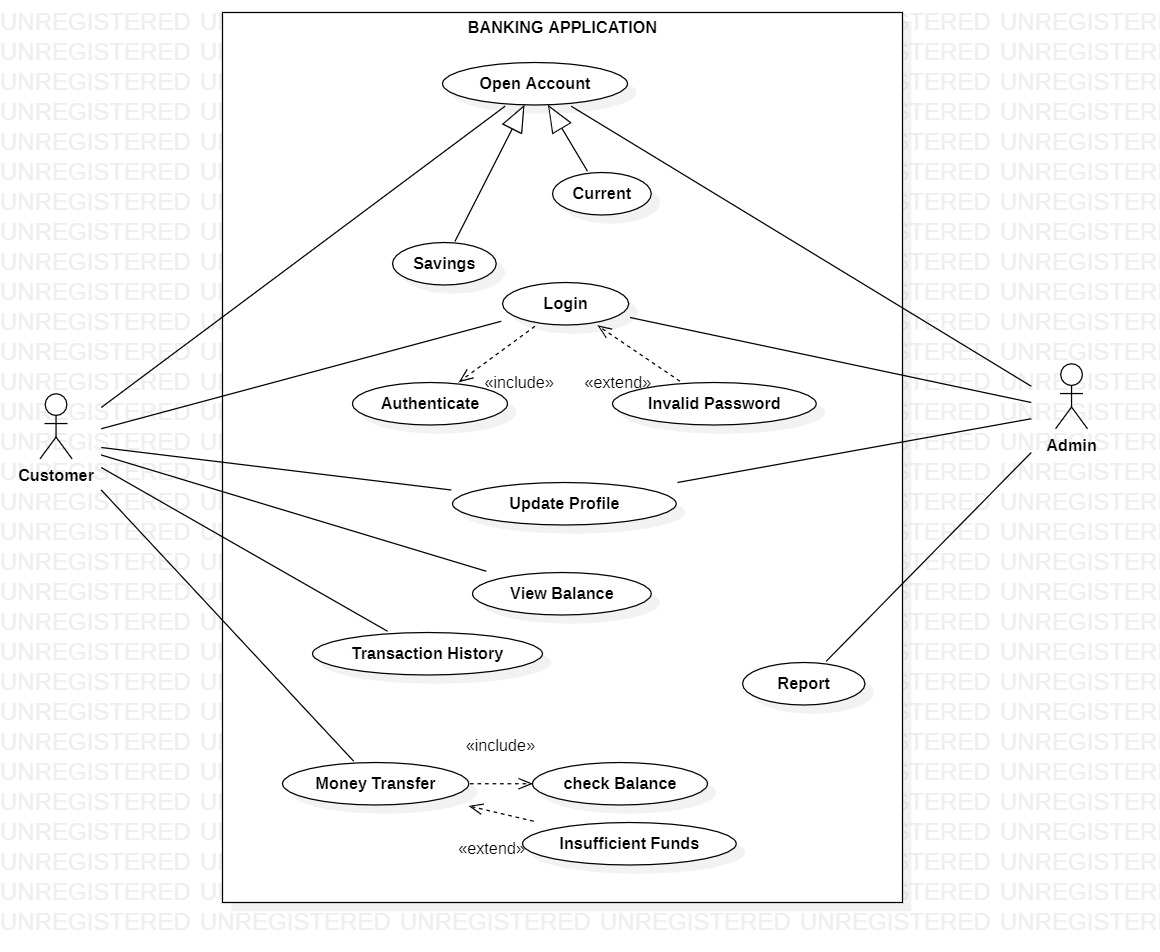 BANKING APPLICATION
Open Account
Current
Savings
Login
«include»
«extend»
Authenticate
Invalid Password
Customer
Admin
Update Profile
View Balance
Transaction History
Report
«include»
Money Transfer
check Balance
«extend»
Insufficient Funds
UNREGISTERED UNREGISTERED UNREGISTERED UNREGISTERED UNREGISTERED UNREGISTERED